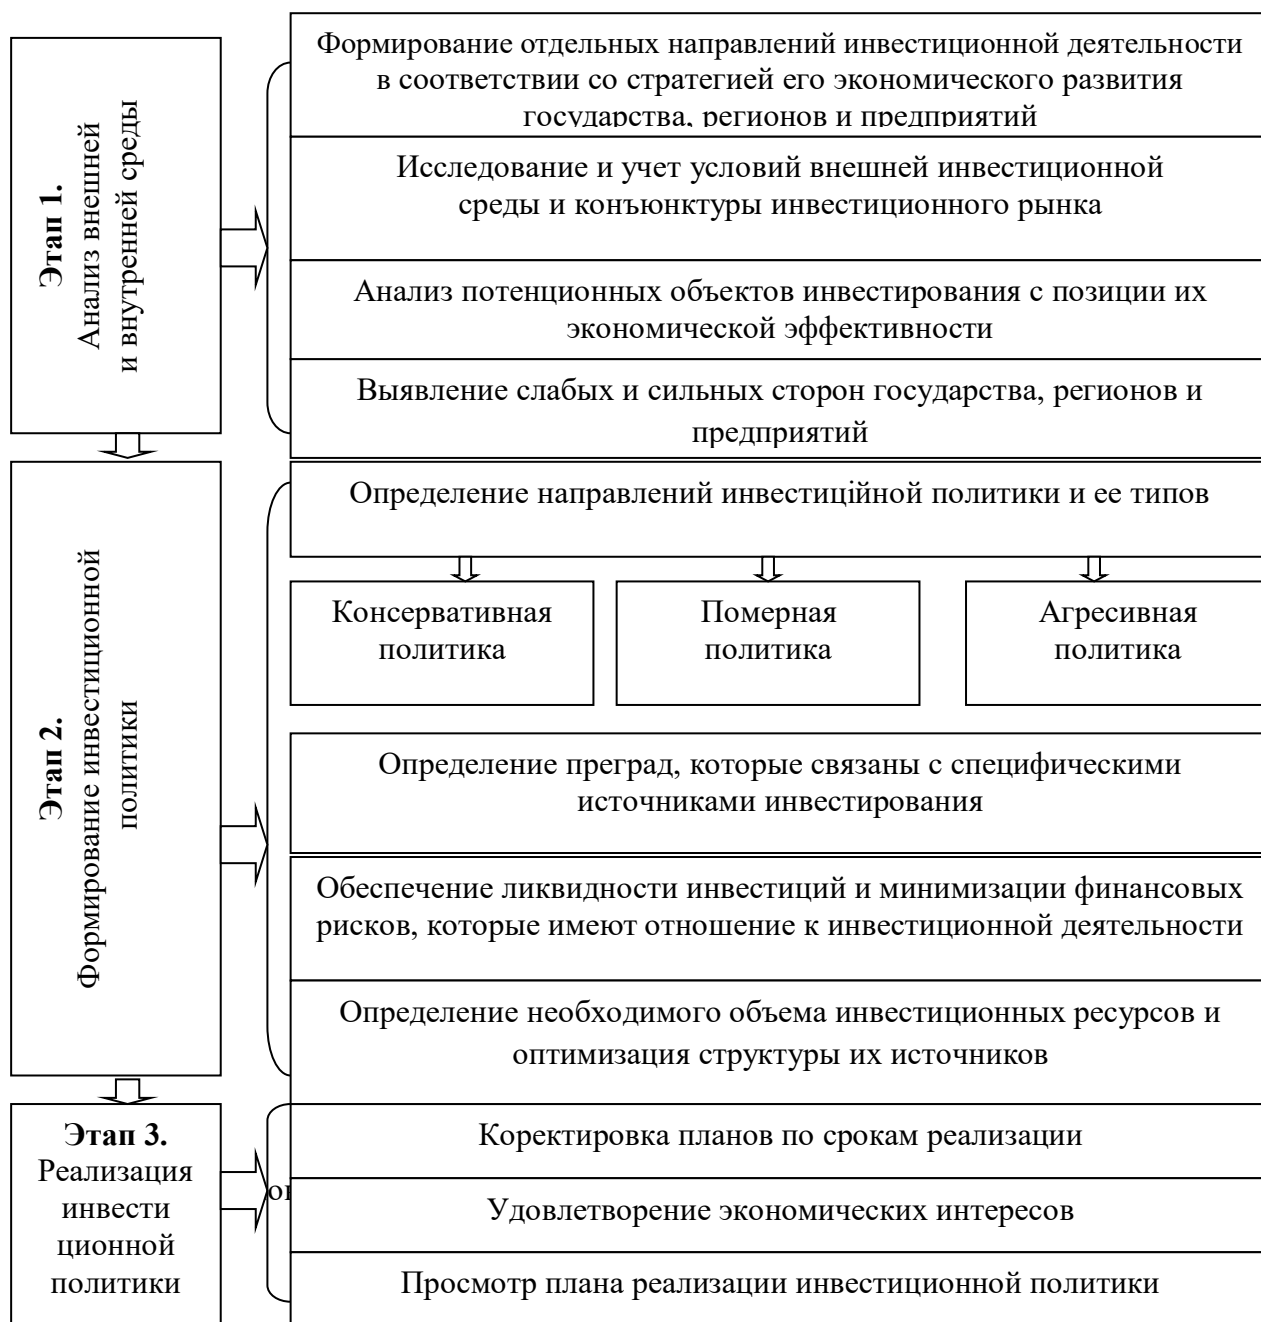 Этап 1.
Анализ внешней
и внутренней среды
Формирование отдельных направлений инвестиционной деятельности
в соответствии со стратегией его экономического развития
государства, регионов и предприятий
Исследование и учет условий внешней инвестиционной
среды и конъюнктуры инвестиционного рынка
Анализ потенционных объектов инвестирования с позиции их
экономической эффективности
Выявление слабых и сильных сторон государства, регионов и
предприятий
Этап 2.
Формирование инвестиционной
политики
Определение направлений инвестиційной политики и ее типов
Консервативная
политика
Померная
политика
Агресивная
политика
Определение преград, которые связаны с специфическими
источниками инвестирования
Обеспечение ликвидности инвестиций и минимизации финансовых
рисков, которые имеют отношение к инвестиционной деятельности
Определение необходимого объема инвестиционных ресурсов и
оптимизация структуры их источников
Этап 3.
Реализация
инвести
ционной
политики
Коректировка планов по срокам реализации
Удовлетворение экономических интересов
Просмотр плана реализации инвестиционной политики